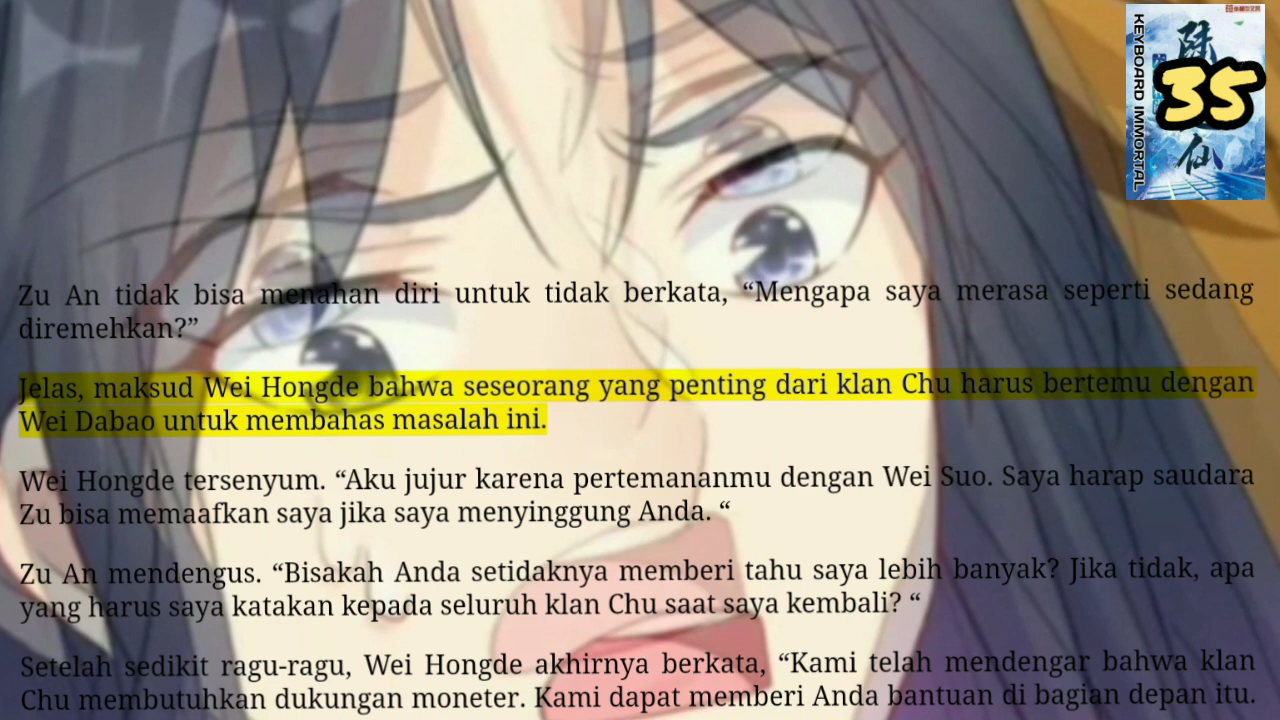 KEYBOARD IMMORTAL
陸
35
仙
Zu An tidak bisa menahan diri untuk tidak berkata, “Mengapa saya merasa seperti sedang
diremehkan?”
Jelas, maksud Wei Hongde bahwa seseorang yang penting dari klan Chu harus bertemu dengan
Wei Dabao untuk membahas masalah ini.
Wei Hongde tersenyum. “Aku jujur karena pertemananmu dengan Wei Suo. Saya harap saudara
Zu bisa memaafkan saya jika saya menyinggung Anda. “
Zu An mendengus. “Bisakah Anda setidaknya memberi tahu saya lebih banyak? Jika tidak, apa
yang harus saya katakan kepada seluruh klan Chu saat saya kembali? “
Setelah sedikit ragu-ragu, Wei Hongde akhirnya berkata, “Kami telah mendengar bahwa klan
Chu membutuhkan dukungan moneter. Kami dapat memberi Anda bantuan di bagian depan itu.